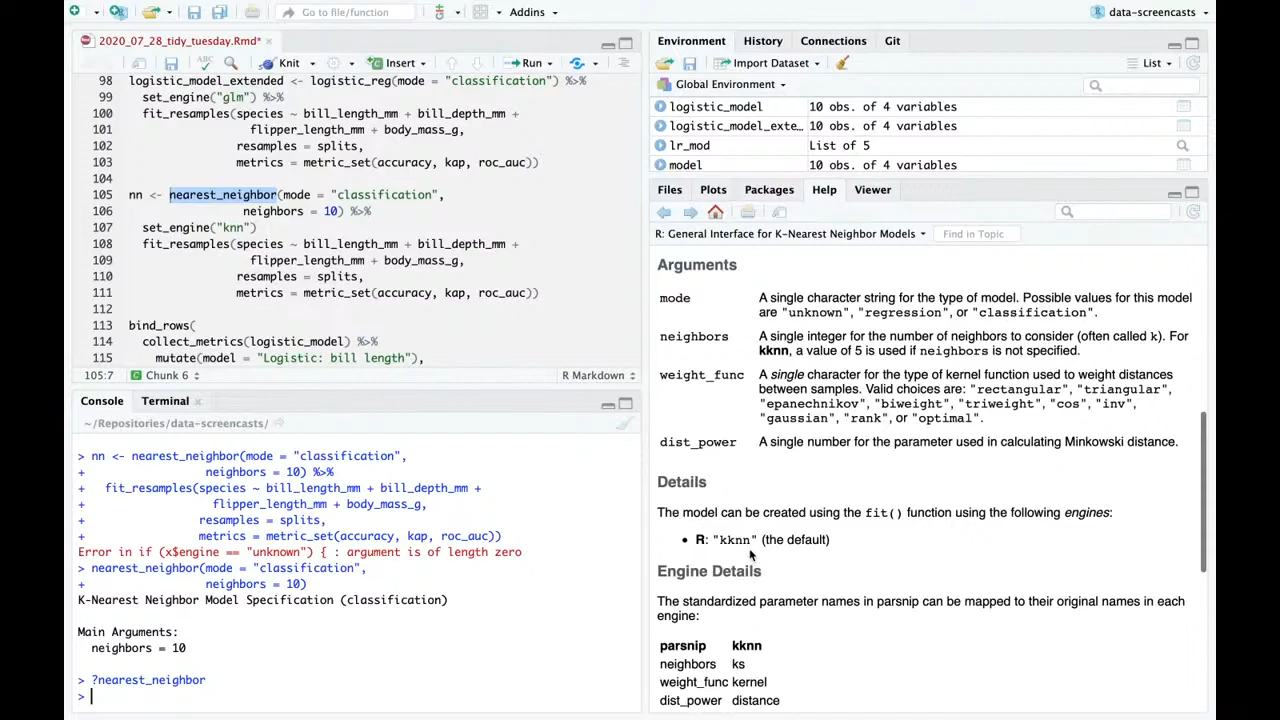 Go to file/function
Addins
data-screencasts
2020_07_28_tidy_tuesday.Rmd*
Knit
Insert
Run
98 logistic_model_extended <- logistic_reg(mode = "classification") %>%
99 set_engine("glm") %>%
100 fit_resamples(species ~ bill_length_mm + bill_depth_mm +
101 flipper_length_mm + body_mass_g,
102 resamples = splits,
103 metrics = metric_set(accuracy, kap, roc_auc))
104
105 nn <- nearest_neighbor(mode = "classification",
106 neighbors = 10) %>%
107 set_engine("knn")
108 fit_resamples(species ~ bill_length_mm + bill_depth_mm +
109 flipper_length_mm + body_mass_g,
110 resamples = splits,
111 metrics = metric_set(accuracy, kap, roc_auc))
112
113 bind_rows(
114 collect_metrics(logistic_model) %>%
115 mutate(model = "Logistic: bill length"),
105:7 Chunk 6 R Markdown
Console Terminal
~/Repositories/data-screencasts/
> nn <- nearest_neighbor(mode = "classification",
+ neighbors = 10) %>%
+ fit_resamples(species ~ bill_length_mm + bill_depth_mm +
+ flipper_length_mm + body_mass_g,
+ resamples = splits,
+ metrics = metric_set(accuracy, kap, roc_auc))
Error in if (x$engine == "unknown") { : argument is of length zero
> nearest_neighbor(mode = "classification",
+ neighbors = 10)
K-Nearest Neighbor Model Specification (classification)
Main Arguments:
neighbors = 10
> ?nearest_neighbor
>
Environment History Connections Git
Import Dataset
List
Global Environment
logistic_model 10 obs. of 4 variables
logistic_model_exte… 10 obs. of 4 variables
lr_mod List of 5
model 10 obs. of 4 variables
Files Plots Packages Help Viewer
R: General Interface for K-Nearest Neighbor Models Find in Topic
Arguments
mode A single character string for the type of model. Possible values for this model
are "unknown", "regression", or "classification".
neighbors A single integer for the number of neighbors to consider (often called k). For
kknn, a value of 5 is used if neighbors is not specified.
weight_func A single character for the type of kernel function used to weight distances
between samples. Valid choices are: "rectangular", "triangular",
"epanechnikov", "biweight", "triweight", "cos", "inv",
"gaussian", "rank", or "optimal".
dist_power A single number for the parameter used in calculating Minkowski distance.
Details
The model can be created using the fit() function using the following engines:
• R: "kknn" (the default)
Engine Details
The standardized parameter names in parsnip can be mapped to their original names in each
engine:
parsnip kknn
neighbors ks
weight_func kernel
dist_power distance